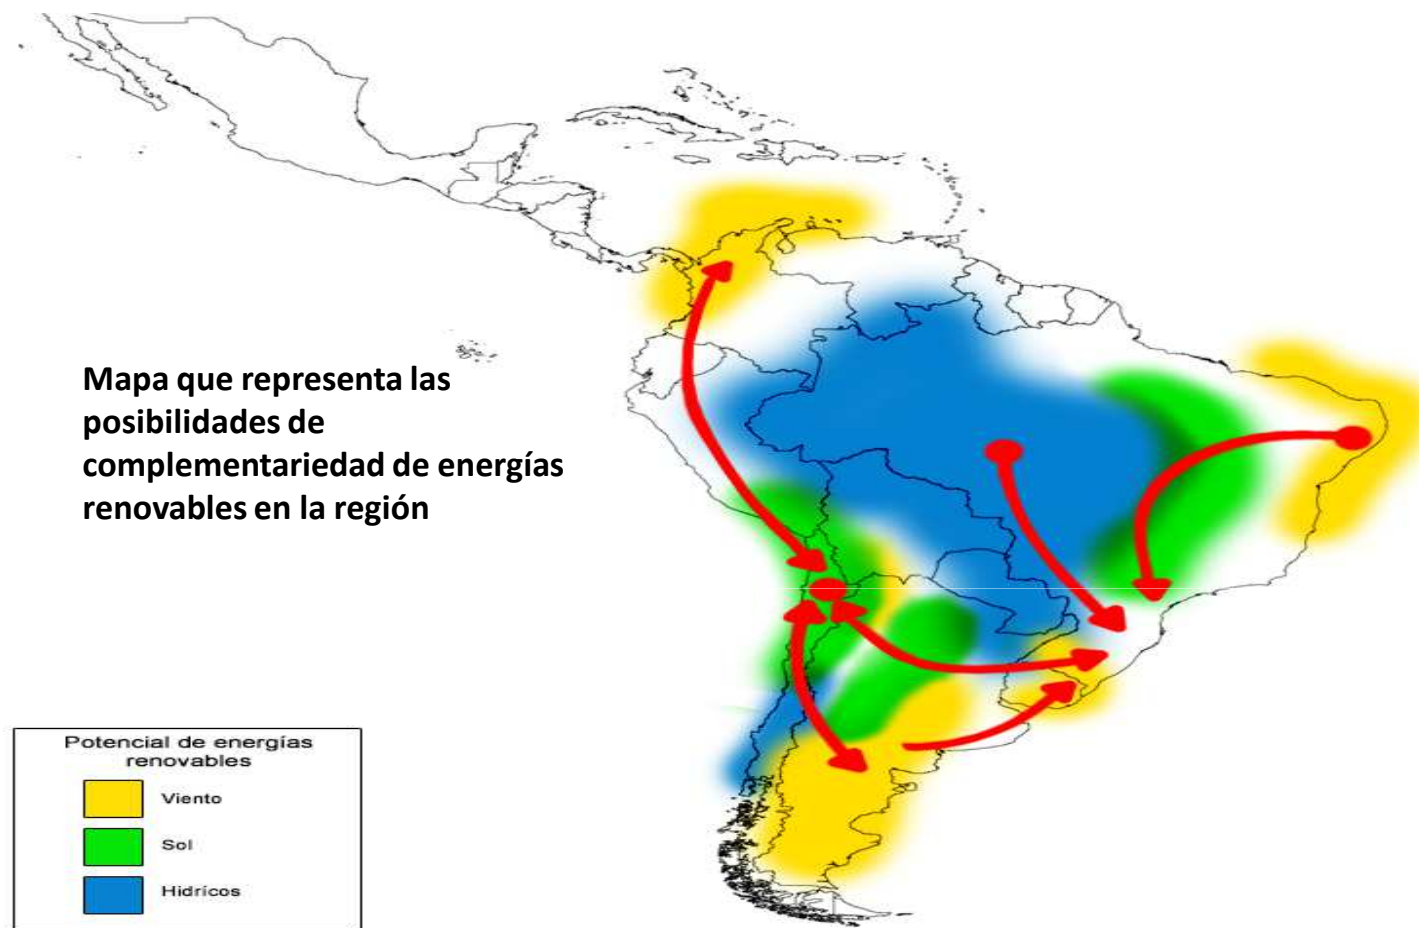 Mapa que representa las
posibilidades de
complementariedad de energías
renovables en la región
Potencial de energías
renovables
Viento
Sol
Hidrícos